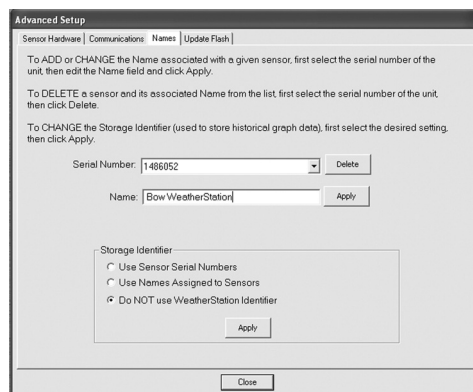 Advanced Setup
Sensor Hardware Communications Names Update Flash
To ADD or CHANGE the Name associated with a given sensor, first select the serial number of the
unit, then edit the Name field and click Apply.
To DELETE a sensor and its associated Name from the list, first select the serial number of the unit,
then click Delete.
To CHANGE the Storage Identifier (used to store historical graph data), first select the desired setting,
then click Apply.
Serial Number: 1486052 Delete
Name: Bow WeatherStation Apply
Storage Identifier
Use Sensor Serial Numbers
Use Names Assigned to Sensors
Do NOT use WeatherStation Identifier
Apply
Close